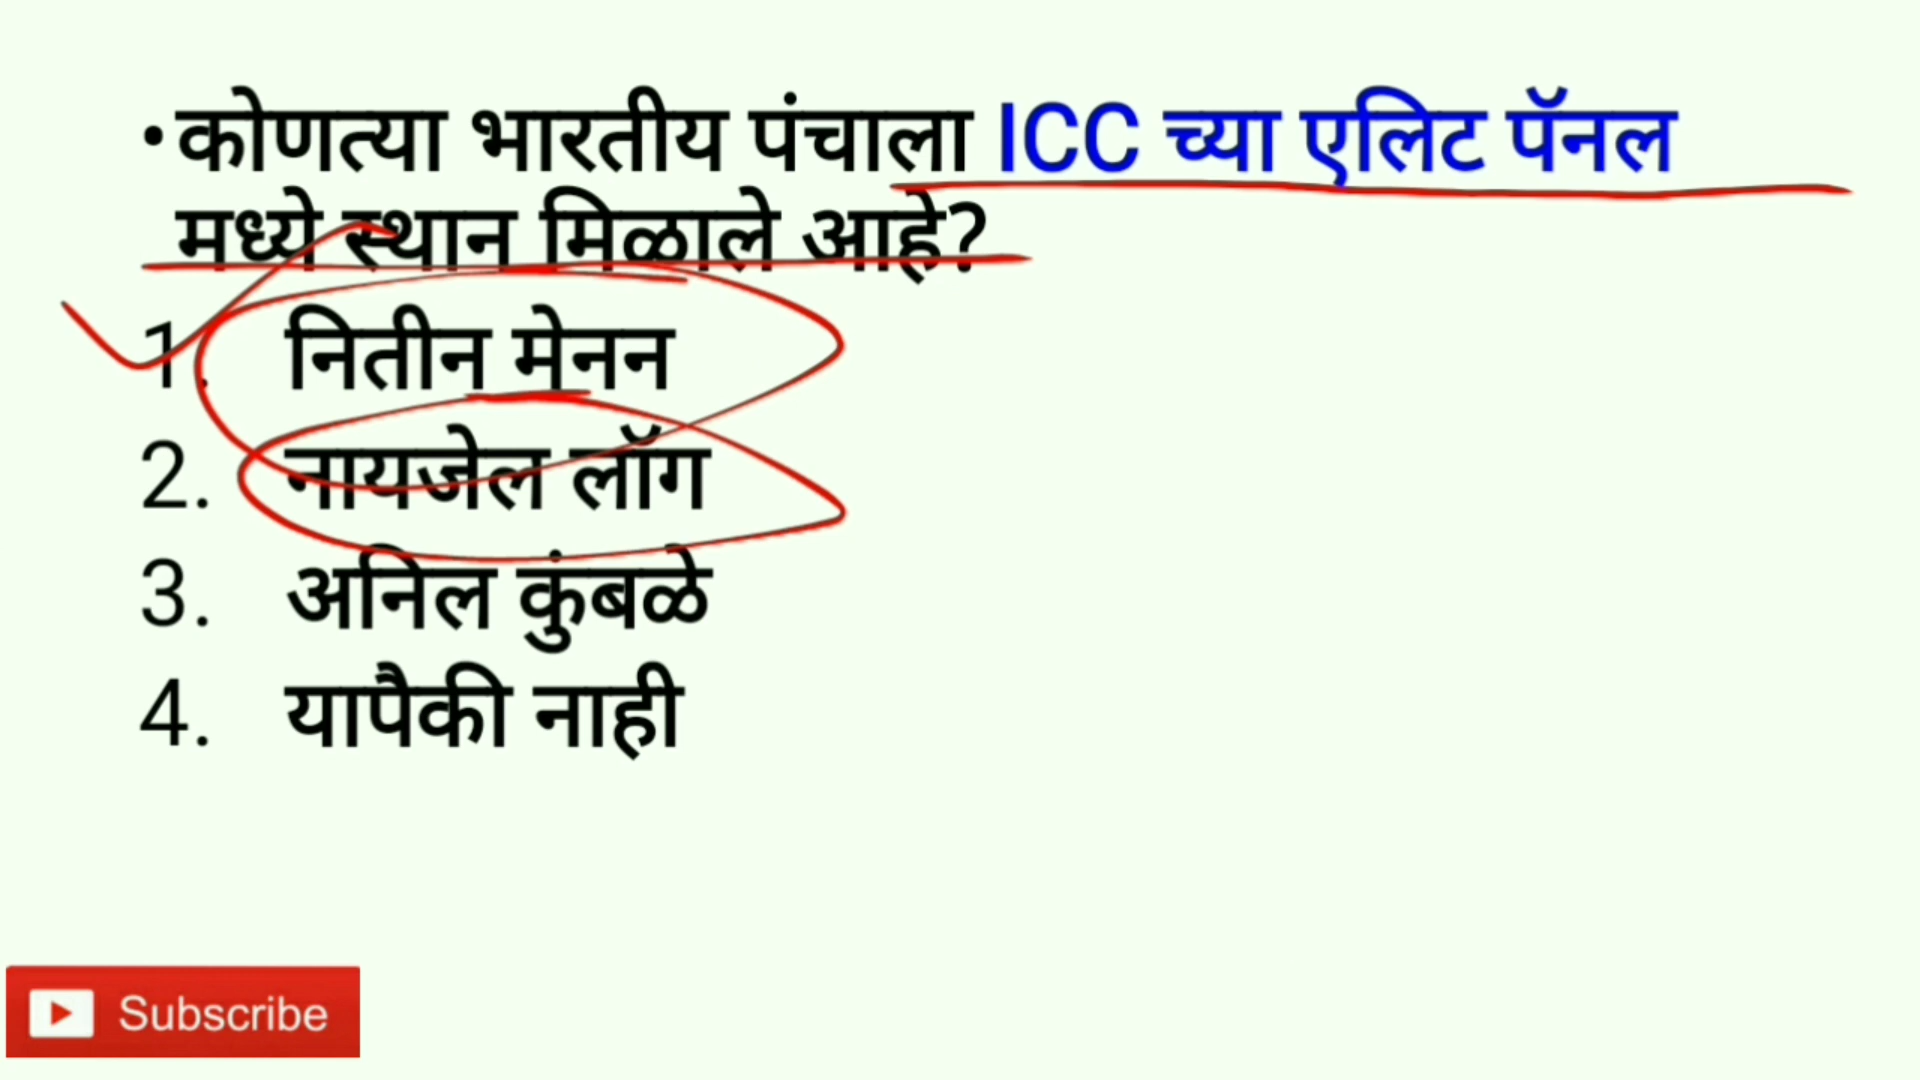 •कोणत्या भारतीय पंचाला ICC च्या एलिट पॅनल
मध्ये स्थान मिळाले आहे?
1. नितीन मेनन
2. नायजेल लॉग
3. अनिल कुंबळे
4. यापैकी नाही
Subscribe